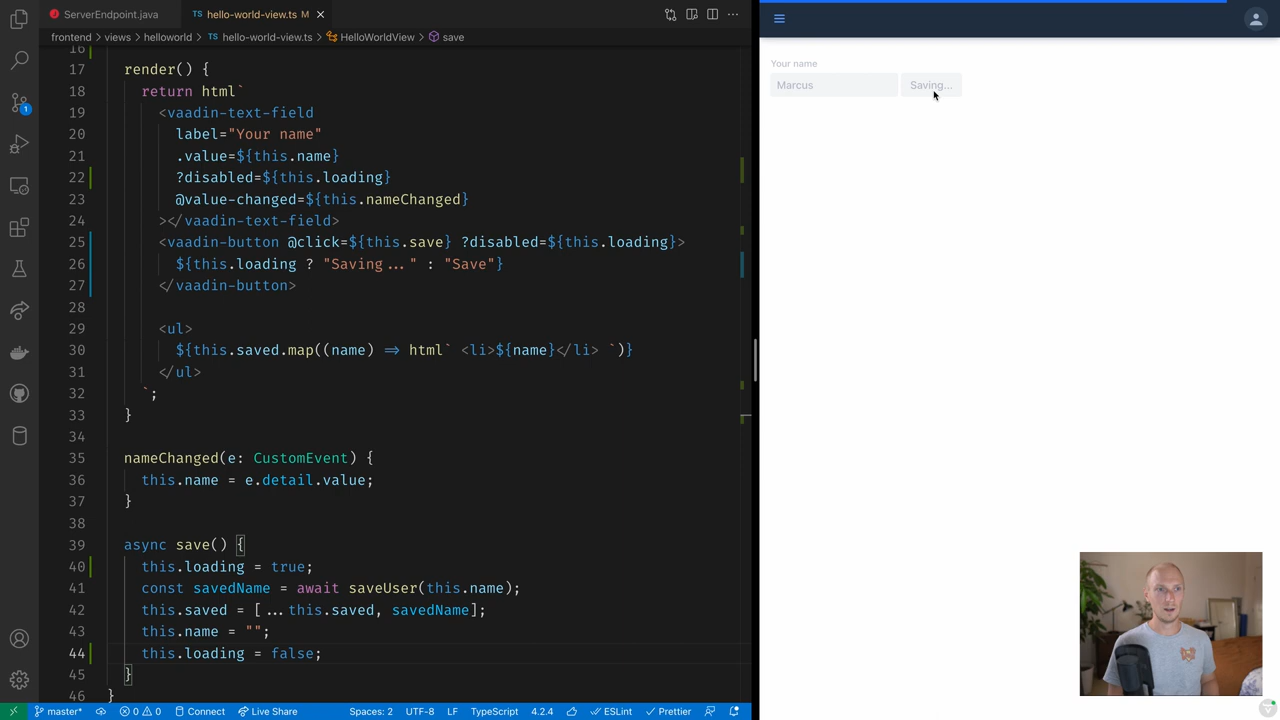 ServerEndpoint.java
TS hello-world-view.ts M
frontend > views > helloworld > TS hello-world-view.ts > HelloWorldView > save
16
17 render() {
18 return html`
19 <vaadin-text-field
20 label="Your name"
21 .value=${this.name}
22 ?disabled=${this.loading}
23 @value-changed=${this.nameChanged}
24 ></vaadin-text-field>
25 <vaadin-button @click=${this.save} ?disabled=${this.loading}>
26 ${this.loading ? "Saving..." : "Save"}
27 </vaadin-button>
28
29 <ul>
30 ${this.saved.map((name) => html` <li>${name}</li> `)}
31 </ul>
32 `;
33 }
34
35 nameChanged(e: CustomEvent) {
36 this.name = e.detail.value;
37 }
38
39 async save() {
40 this.loading = true;
41 const savedName = await saveUser(this.name);
42 this.saved = [...this.saved, savedName];
43 this.name = "";
44 this.loading = false;
45 }
46 }
1
master* 0 0 Connect Live Share Spaces: 2 UTF-8 LF TypeScript 4.2.4 ESLint Prettier
Your name
Marcus Saving...